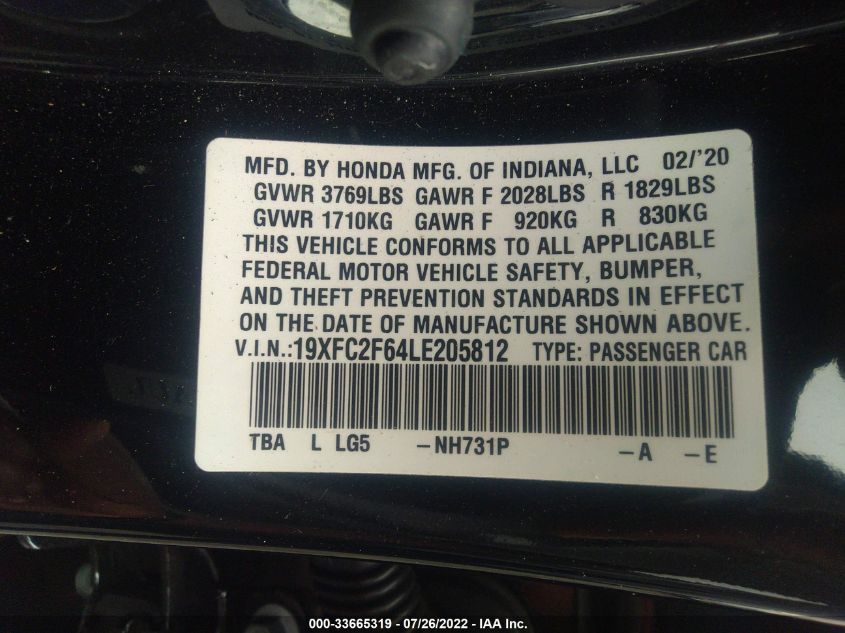 MFD. BY HONDA MFG. OF INDIANA, LLC 02/'20
GVWR 3769LBS GAWR F 2028LBS R 1829LBS
GVWR 1710KG GAWR F 920KG R 830KG
THIS VEHICLE CONFORMS TO ALL APPLICABLE
FEDERAL MOTOR VEHICLE SAFETY, BUMPER,
AND THEFT PREVENTION STANDARDS IN EFFECT
ON THE DATE OF MANUFACTURE SHOWN ABOVE.
V.I.N.:19XFC2F64LE205812 TYPE: PASSENGER CAR
TBA L LG5 -NH731P -A -E
000-33665319 / 07/26/2022 - IAA Inc.